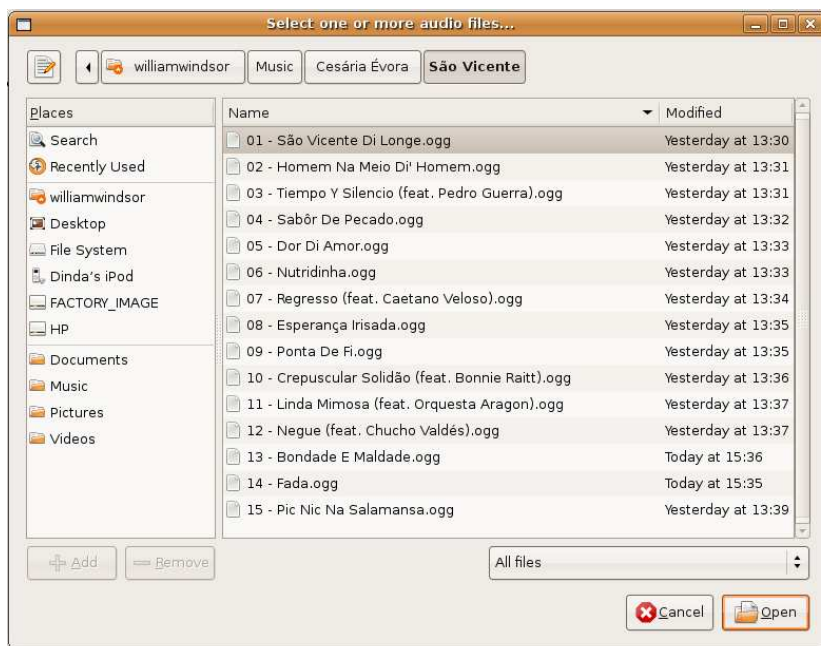 Select one or more audio files...
williamwindsor Music Cesária Évora São Vicente
Places
Search
Recently Used
williamwindsor
Desktop
File System
Dinda's iPod
FACTORY_IMAGE
HP
Documents
Music
Pictures
Videos
Name Modified
01 - São Vicente Di Longe.ogg Yesterday at 13:30
02 - Homem Na Meio Di' Homem.ogg Yesterday at 13:31
03 - Tiempo Y Silencio (feat. Pedro Guerra).ogg Yesterday at 13:31
04 - Sabôr De Pecado.ogg Yesterday at 13:32
05 - Dor Di Amor.ogg Yesterday at 13:33
06 - Nutridinha.ogg Yesterday at 13:33
07 - Regresso (feat. Caetano Veloso).ogg Yesterday at 13:34
08 - Esperança Irisada.ogg Yesterday at 13:35
09 - Ponta De Fi.ogg Yesterday at 13:35
10 - Crepuscular Solidão (feat. Bonnie Raitt).ogg Yesterday at 13:36
11 - Linda Mimosa (feat. Orquesta Aragon).ogg Yesterday at 13:37
12 - Negue (feat. Chucho Valdés).ogg Yesterday at 13:37
13 - Bondade E Maldade.ogg Today at 15:36
14 - Fada.ogg Today at 15:35
15 - Pic Nic Na Salamansa.ogg Yesterday at 13:39
Add Remove All files
Cancel Open